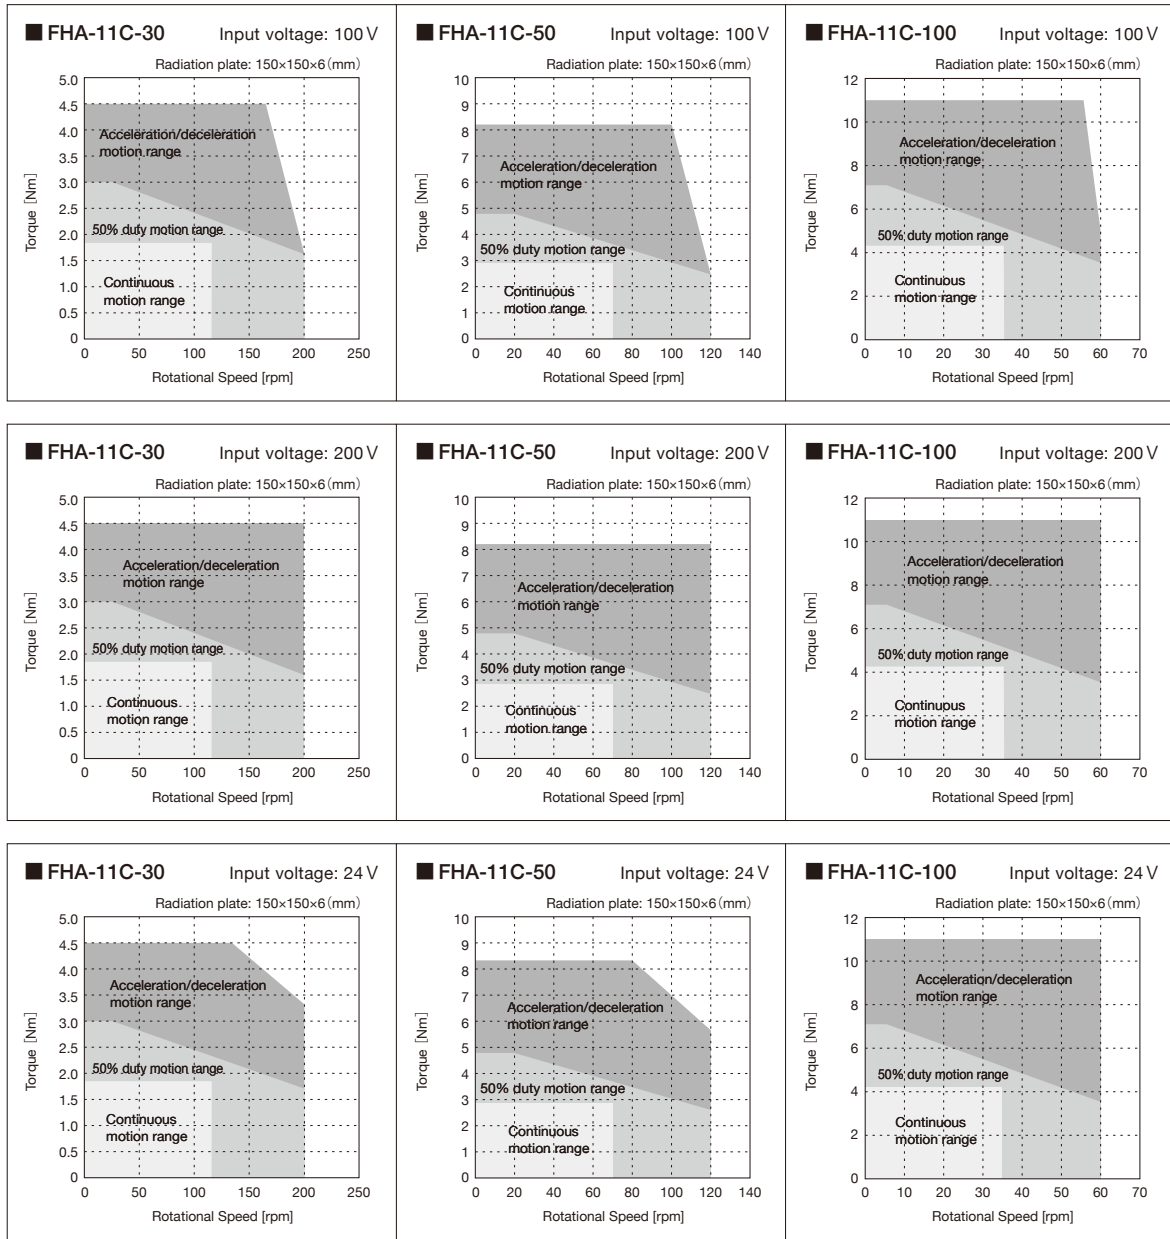 ■ FHA-11C-30 Input voltage: 100 V
Radiation plate: 150×150×6 (mm)
Torque [Nm]
5.0
4.5
4.0
3.5
3.0
2.5
2.0
1.5
1.0
0.5
0
Acceleration/deceleration
motion range
50% duty motion range
Continuous
motion range
0 50 100 150 200 250
Rotational Speed [rpm]
■ FHA-11C-50 Input voltage: 100 V
Radiation plate: 150×150×6 (mm)
Torque [Nm]
10
9
8
7
6
5
4
3
2
1
0
Acceleration/deceleration
motion range
50% duty motion range
Continuous
motion range
0 20 40 60 80 100 120 140
Rotational Speed [rpm]
■ FHA-11C-100 Input voltage: 100 V
Radiation plate: 150×150×6 (mm)
Torque [Nm]
12
10
8
6
4
2
0
Acceleration/deceleration
motion range
50% duty motion range
Continuous
motion range
0 10 20 30 40 50 60 70
Rotational Speed [rpm]
■ FHA-11C-30 Input voltage: 200 V
Radiation plate: 150×150×6 (mm)
Torque [Nm]
5.0
4.5
4.0
3.5
3.0
2.5
2.0
1.5
1.0
0.5
0
Acceleration/deceleration
motion range
50% duty motion range
Continuous
motion range
0 50 100 150 200 250
Rotational Speed [rpm]
■ FHA-11C-50 Input voltage: 200 V
Radiation plate: 150×150×6 (mm)
Torque [Nm]
10
9
8
7
6
5
4
3
2
1
0
Acceleration/deceleration
motion range
50% duty motion range
Continuous
motion range
0 20 40 60 80 100 120 140
Rotational Speed [rpm]
■ FHA-11C-100 Input voltage: 200 V
Radiation plate: 150×150×6 (mm)
Torque [Nm]
12
10
8
6
4
2
0
Acceleration/deceleration
motion range
50% duty motion range
Continuous
motion range
0 10 20 30 40 50 60 70
Rotational Speed [rpm]
■ FHA-11C-30 Input voltage: 24 V
Radiation plate: 150×150×6 (mm)
Torque [Nm]
5.0
4.5
4.0
3.5
3.0
2.5
2.0
1.5
1.0
0.5
0
Acceleration/deceleration
motion range
50% duty motion range
Continuous
motion range
0 50 100 150 200 250
Rotational Speed [rpm]
■ FHA-11C-50 Input voltage: 24 V
Radiation plate: 150×150×6 (mm)
Torque [Nm]
10
9
8
7
6
5
4
3
2
1
0
Acceleration/deceleration
motion range
50% duty motion range
Continuous
motion range
0 20 40 60 80 100 120 140
Rotational Speed [rpm]
■ FHA-11C-100 Input voltage: 24 V
Radiation plate: 150×150×6 (mm)
Torque [Nm]
12
10
8
6
4
2
0
Acceleration/deceleration
motion range
50% duty motion range
Continuous
motion range
0 10 20 30 40 50 60 70
Rotational Speed [rpm]